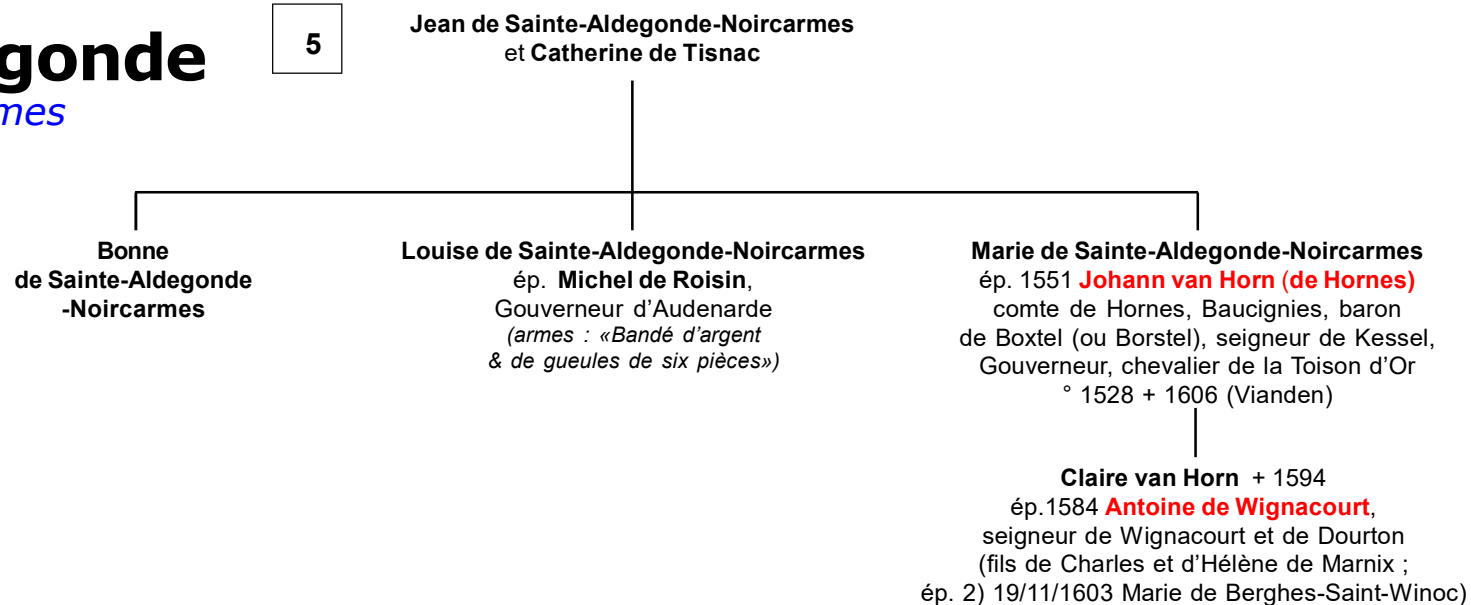 gonde
mes
5
Jean de Sainte-Aldegonde-Noircarmes
et Catherine de Tisnac
Bonne
de Sainte-Aldegonde
-Noircarmes
Louise de Sainte-Aldegonde-Noircarmes
ép. Michel de Roisin,
Gouverneur d’Audenarde
(armes : «Bandé d’argent
& de gueules de six pièces»)
Marie de Sainte-Aldegonde-Noircarmes
ép. 1551 Johann van Horn (de Hornes)
comte de Hornes, Baucignies, baron
de Boxtel (ou Borstel), seigneur de Kessel,
Gouverneur, chevalier de la Toison d’Or
° 1528 + 1606 (Vianden)
Claire van Horn + 1594
ép.1584 Antoine de Wignacourt,
seigneur de Wignacourt et de Dourton
(fils de Charles et d’Hélène de Marnix ;
ép. 2) 19/11/1603 Marie de Berghes-Saint-Winoc)